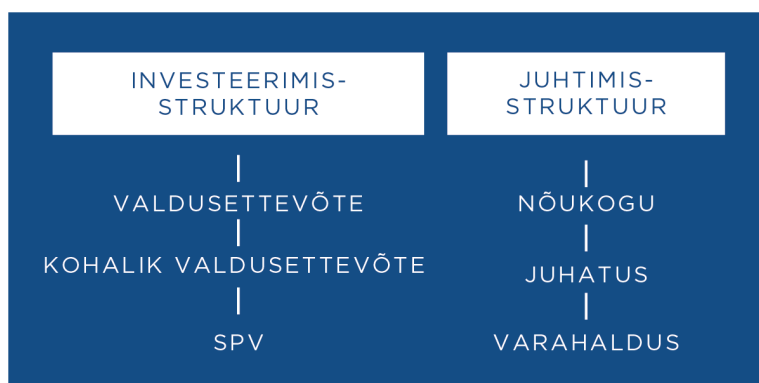 INVESTEERIMIS-
STRUKTUUR
VALDUSETTEVÕTE
KOHALIK VALDUSETTEVÕTE
SPV
JUHTIMIS-
STRUKTUUR
NÕUKOGU
JUHATUS
VARAHALDUS